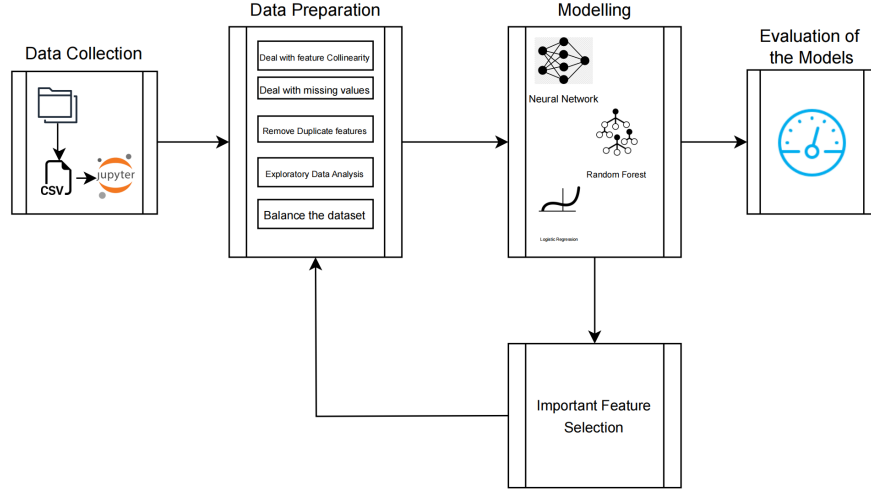 Data Collection
CSV
Jupyter
Data Preparation
Deal with feature Collinearity
Deal with missing values
Remove Duplicate features
Exploratory Data Analysis
Balance the dataset
Modelling
Neural Network
Random Forest
Logistic Regression
Evaluation of
the Models
Important Feature
Selection